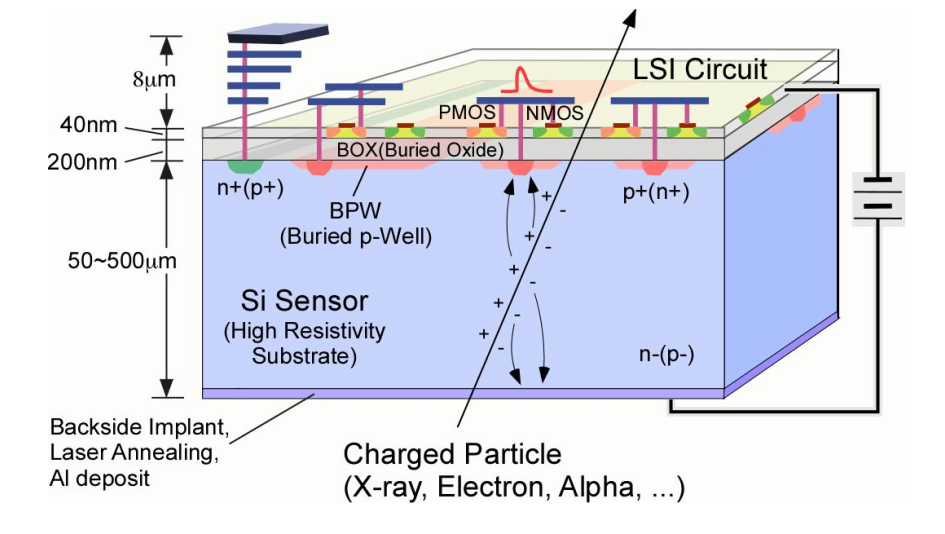 LSI Circuit
8μm
PMOS
NMOS
40nm
BOX(Buried Oxide)
200nm
n+(p+)
p+(n+)
BPW
(Buried p-Well)
50~500μm
Si Sensor
(High Resistivity
Substrate)
n-(p-)
+
-
+
-
+
-
+
-
+
-
Backside Implant,
Laser Annealing,
Al deposit
Charged Particle
(X-ray, Electron, Alpha, ...)